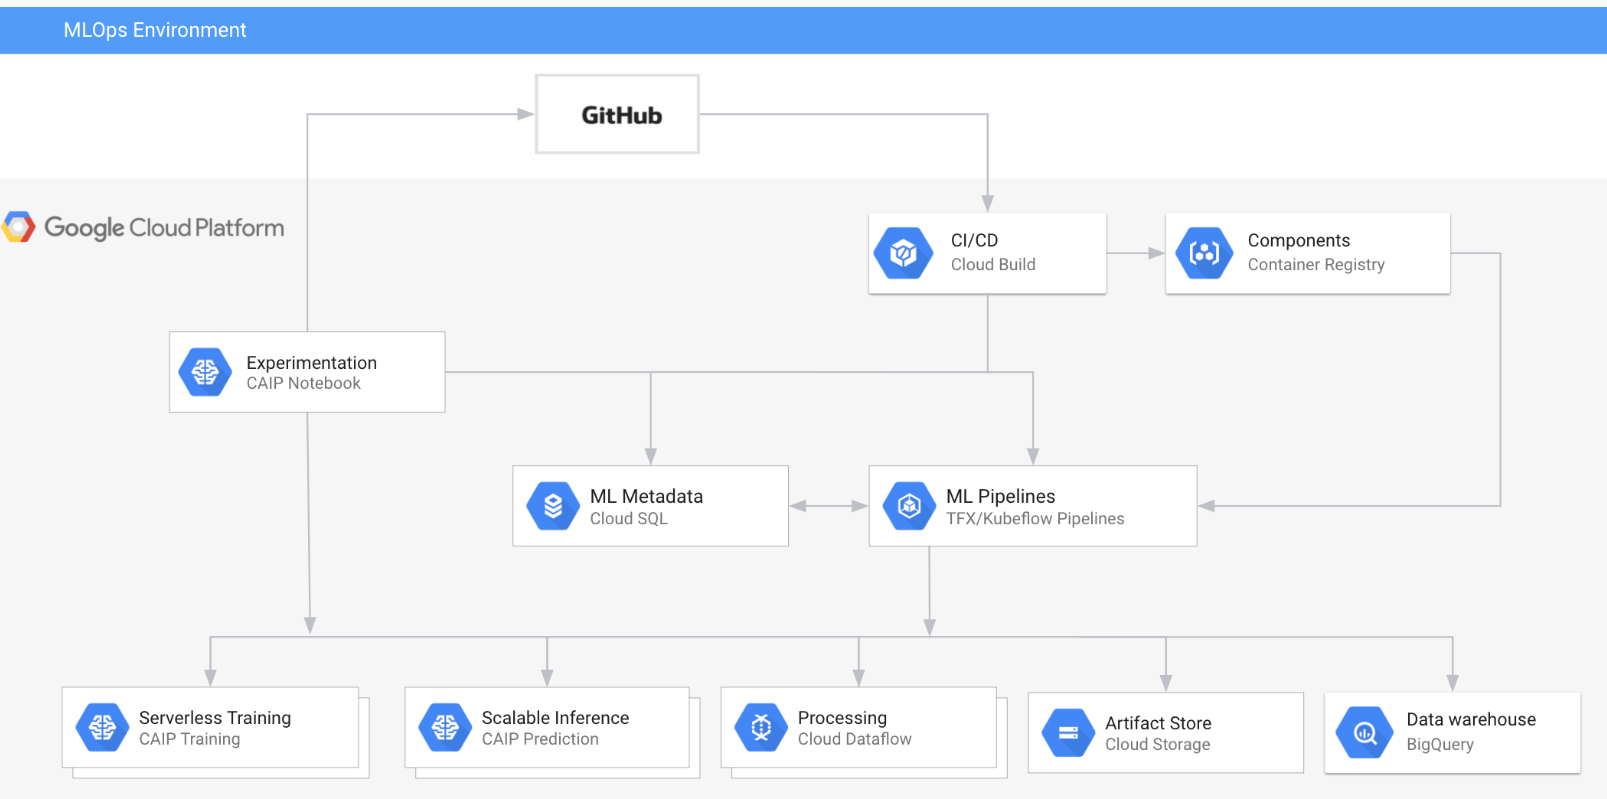 MLOps Environment
GitHub
Google Cloud Platform
CI/CD
Cloud Build
Components
Container Registry
Experimentation
CAIP Notebook
ML Metadata
Cloud SQL
ML Pipelines
TFX/Kubeflow Pipelines
Serverless Training
CAIP Training
Scalable Inference
CAIP Prediction
Processing
Cloud Dataflow
Artifact Store
Cloud Storage
Data warehouse
BigQuery